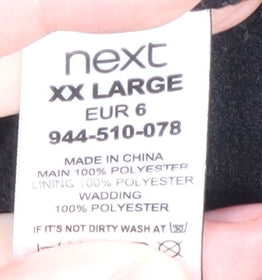 next
XX LARGE
EUR 6
944-510-078
MADE IN CHINA
MAIN 100% POLYESTER
LINING 100% POLYESTER
WADDING
100% POLYESTER
IF IT'S NOT DIRTY WASH AT 30